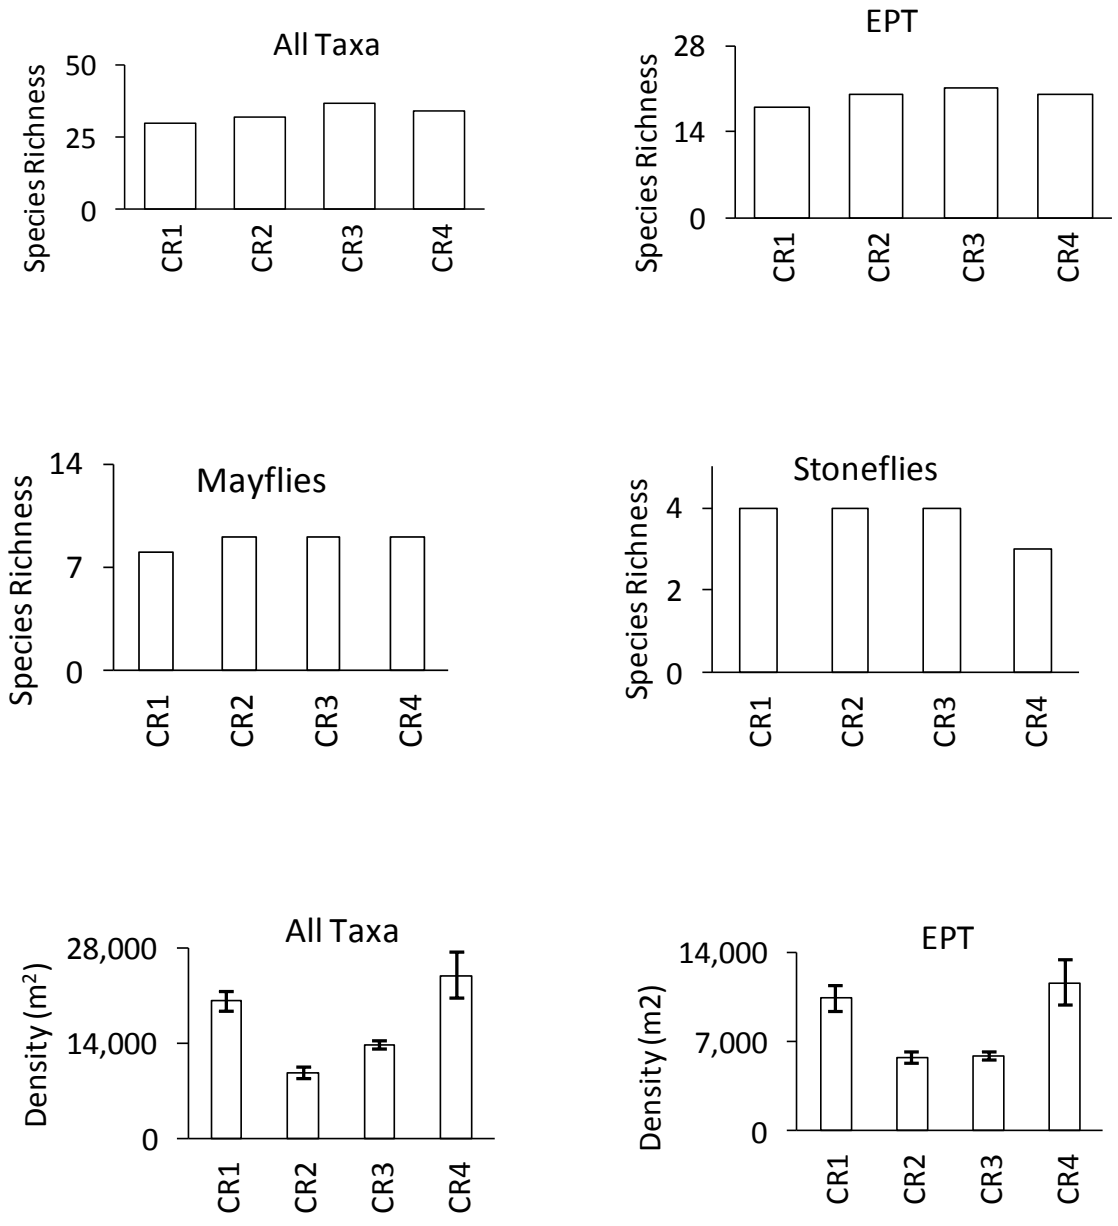 All Taxa
Species Richness
50
25
0
CR1 CR2 CR3 CR4
EPT
Species Richness
28
14
0
CR1 CR2 CR3 CR4
Mayflies
Species Richness
14
7
0
CR1 CR2 CR3 CR4
Stoneflies
Species Richness
4
2
0
CR1 CR2 CR3 CR4
All Taxa
Density (m²)
28,000
14,000
0
CR1 CR2 CR3 CR4
EPT
Density (m2)
14,000
7,000
0
CR1 CR2 CR3 CR4